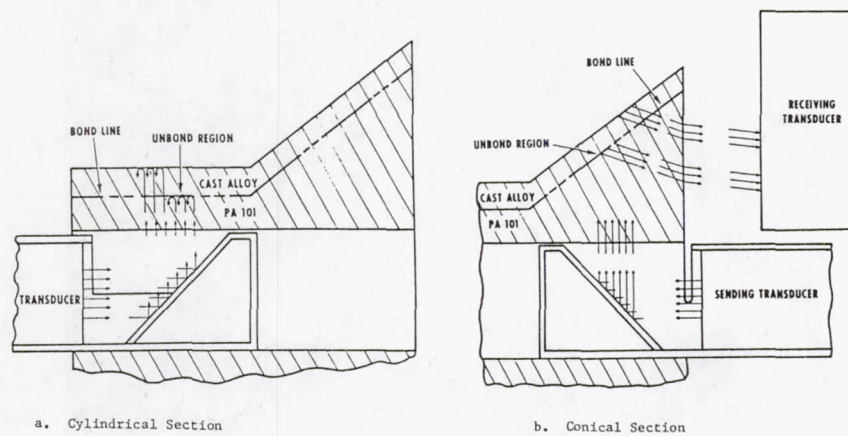 BOND LINE
UNBOND REGION
CAST ALLOY
PA 101
TRANSDUCER
a. Cylindrical Section
BOND LINE
UNBOND REGION
CAST ALLOY
PA 101
RECEIVING
TRANSDUCER
SENDING TRANSDUCER
b. Conical Section